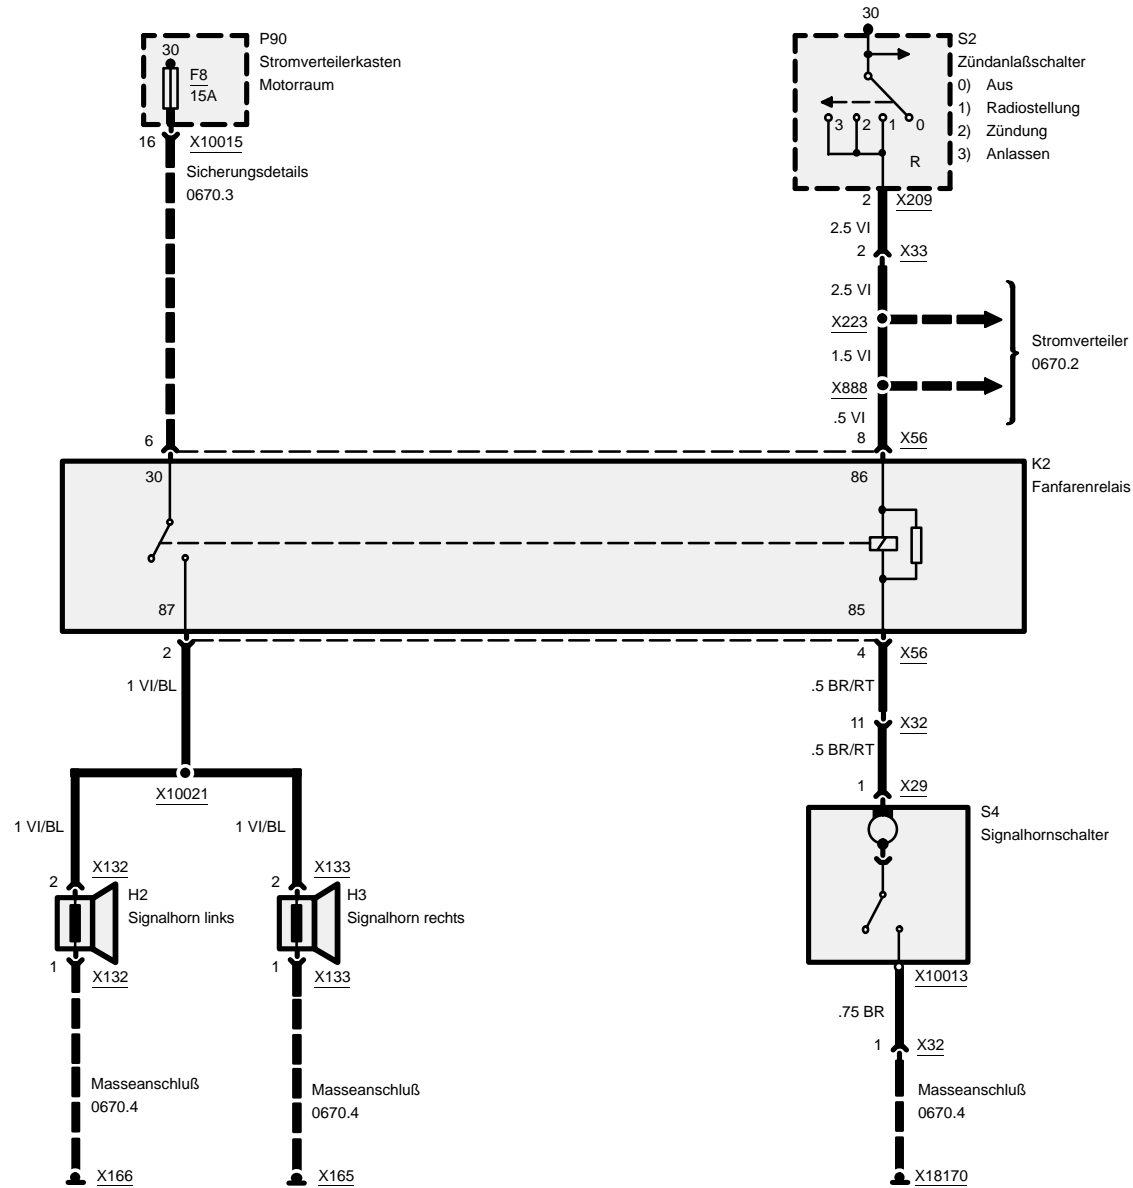 P90
Stromverteilerkasten
Motorraum
30
F8
15A
16 X10015
Sicherungsdetails
0670.3
30
S2
Zündanlaßschalter
0) Aus
1) Radiostellung
2) Zündung
3) Anlassen
3 2 1 0
R
2 X209
2.5 VI
2 X33
2.5 VI
X223
1.5 VI
X888
.5 VI
Stromverteiler
0670.2
6
8 X56
K2
Fanfarenrelais
30
86
87
85
2
4 X56
1 VI/BL
.5 BR/RT
11 X32
.5 BR/RT
X10021
1 X29
S4
Signalhornschalter
1 VI/BL
1 VI/BL
2 X132
H2
Signalhorn links
1 X132
2 X133
H3
Signalhorn rechts
1 X133
X10013
.75 BR
1 X32
Masseanschluß
0670.4
Masseanschluß
0670.4
Masseanschluß
0670.4
X166
X165
X18170